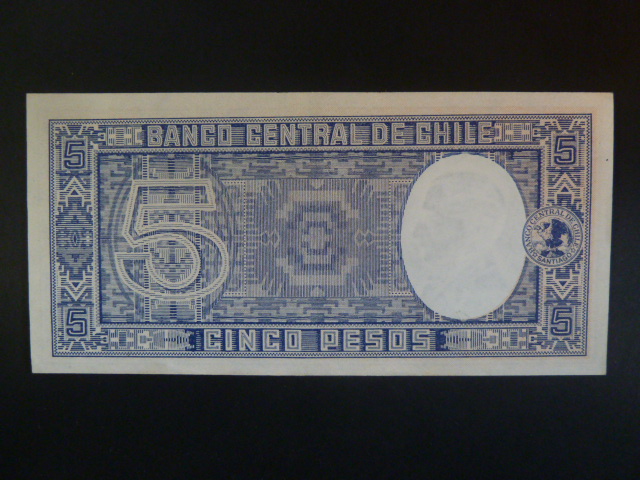 BANCO CENTRAL DE CHILE
5 5
5
BANCO CENTRAL DE CHILE
SANTIAGO
5 5
CINCO PESOS